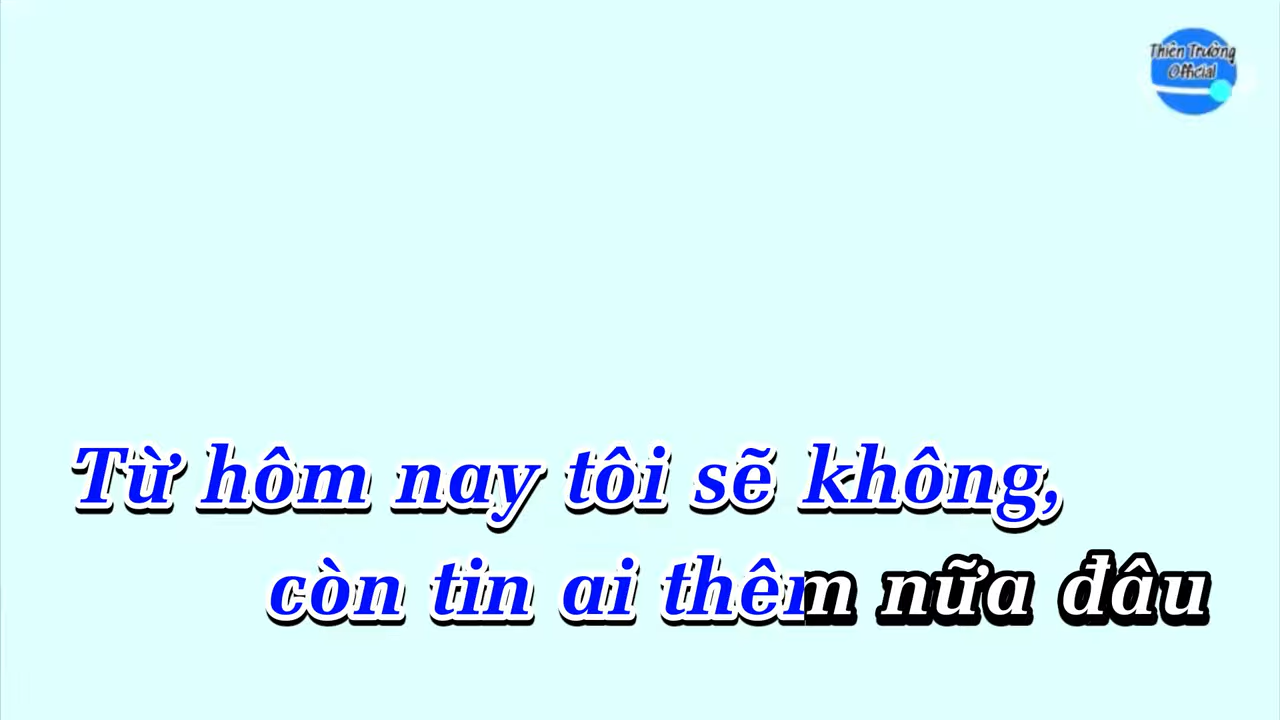 Thiên Trường
Official
Từ hôm nay tôi sẽ không,
còn tin ai thêm nữa đâu